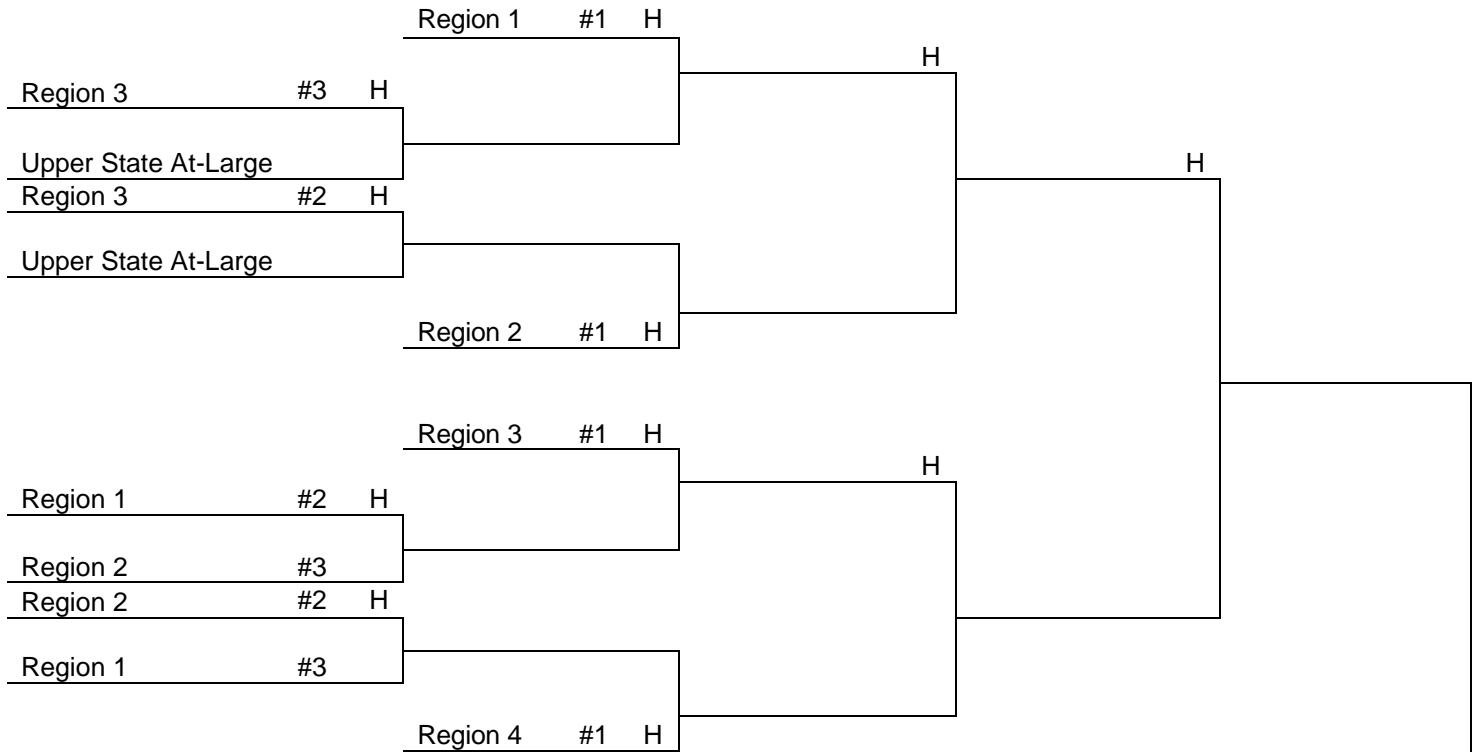 Region 1 #1 H
H
Region 3 #3 H
Upper State At-Large
H
Region 3 #2 H
Upper State At-Large
Region 2 #1 H
Region 3 #1 H
H
Region 1 #2 H
Region 2 #3
Region 2 #2 H
Region 1 #3
Region 4 #1 H